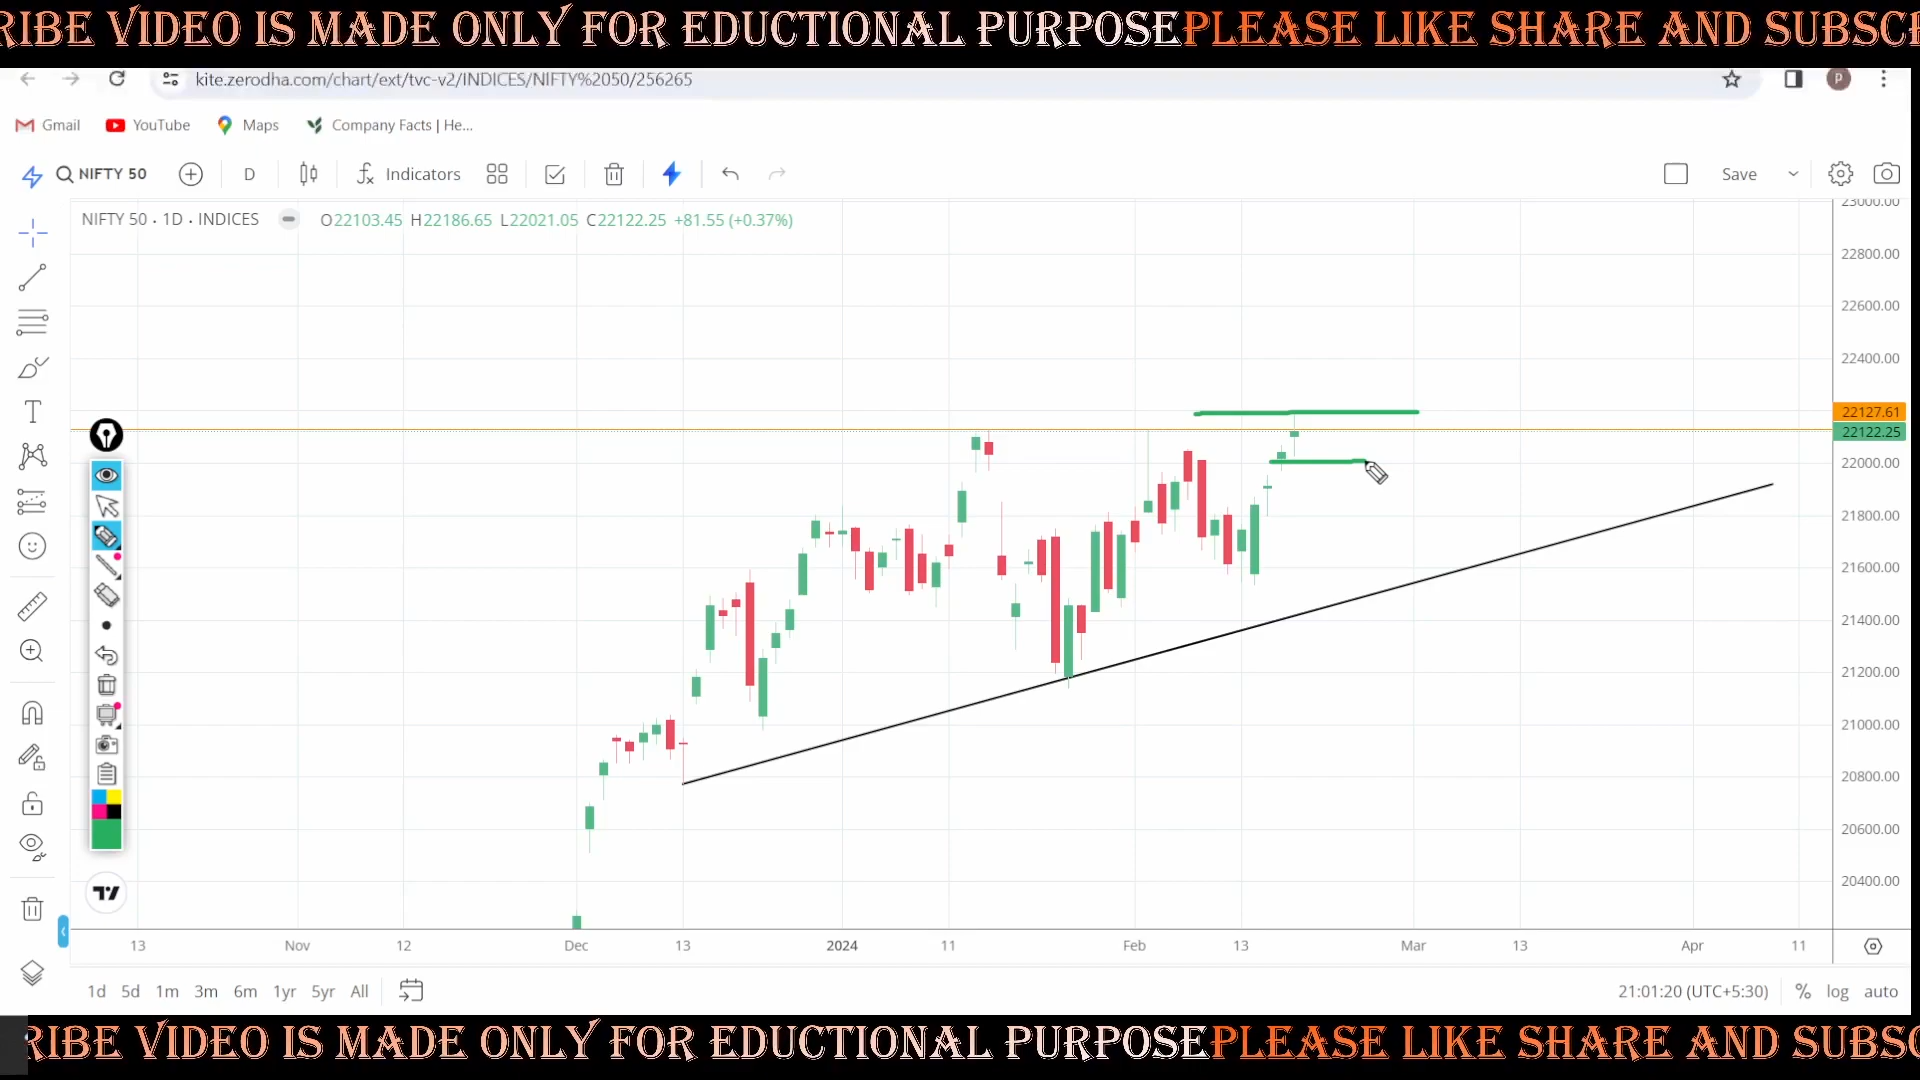 RIBE VIDEO IS MADE ONLY FOR EDUCTIONAL PURPOSEPLEASE LIKE SHARE AND SUBSC
kite.zerodha.com/chart/ext/tvc-v2/INDICES/NIFTY%2050/256265
P
Gmail YouTube Maps Company Facts | He...
NIFTY 50 D Indicators Save
NIFTY 50 · 1D · INDICES O22103.45 H22186.65 L22021.05 C22122.25 +81.55 (+0.37%)
23000.00
22800.00
22600.00
22400.00
22127.61
22122.25
22000.00
21800.00
21600.00
21400.00
21200.00
21000.00
20800.00
20600.00
20400.00
13 Nov 12 Dec 13 2024 11 Feb 13 Mar 13 Apr 11
1d 5d 1m 3m 6m 1yr 5yr All 21:01:20 (UTC+5:30) % log auto
RIBE VIDEO IS MADE ONLY FOR EDUCTIONAL PURPOSEPLEASE LIKE SHARE AND SUBSC